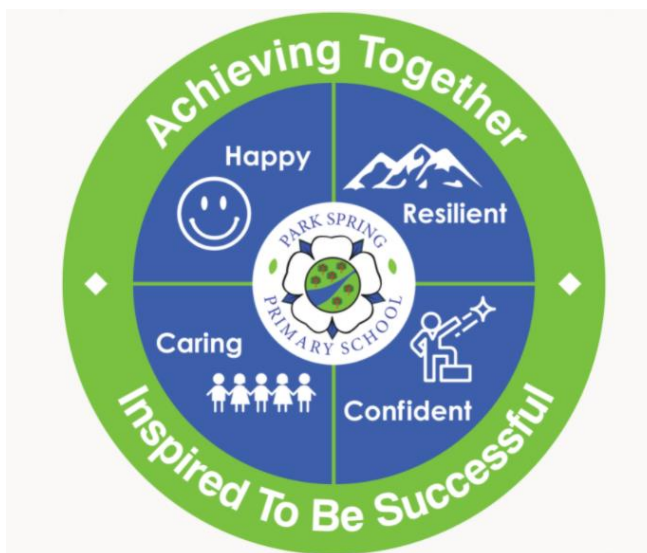 Achieving Together
Happy
Resilient
PARK SPRING
PRIMARY SCHOOL
Caring
Confident
Inspired To Be Successful